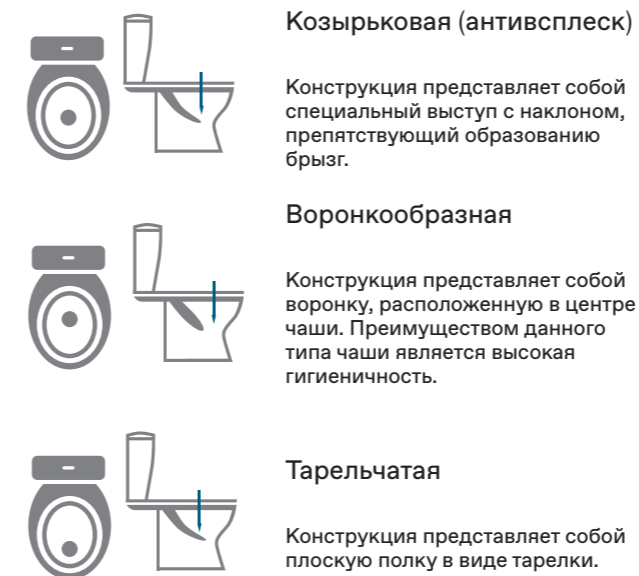 Козырьковая (антивсплеск)
Конструкция представляет собой
специальный выступ с наклоном,
препятствующий образованию
брызг.
Воронкообразная
Конструкция представляет собой
воронку, расположенную в центре
чаши. Преимуществом данного
типа чаши является высокая
гигиеничность.
Тарельчатая
Конструкция представляет собой
плоскую полку в виде тарелки.